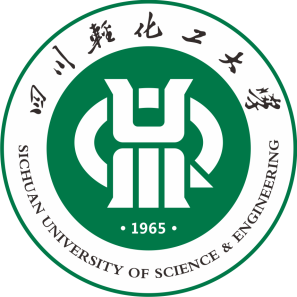 四川轻化工大学
· 1965 ·
SICHUAN UNIVERSITY OF SCIENCE & ENGINEERING